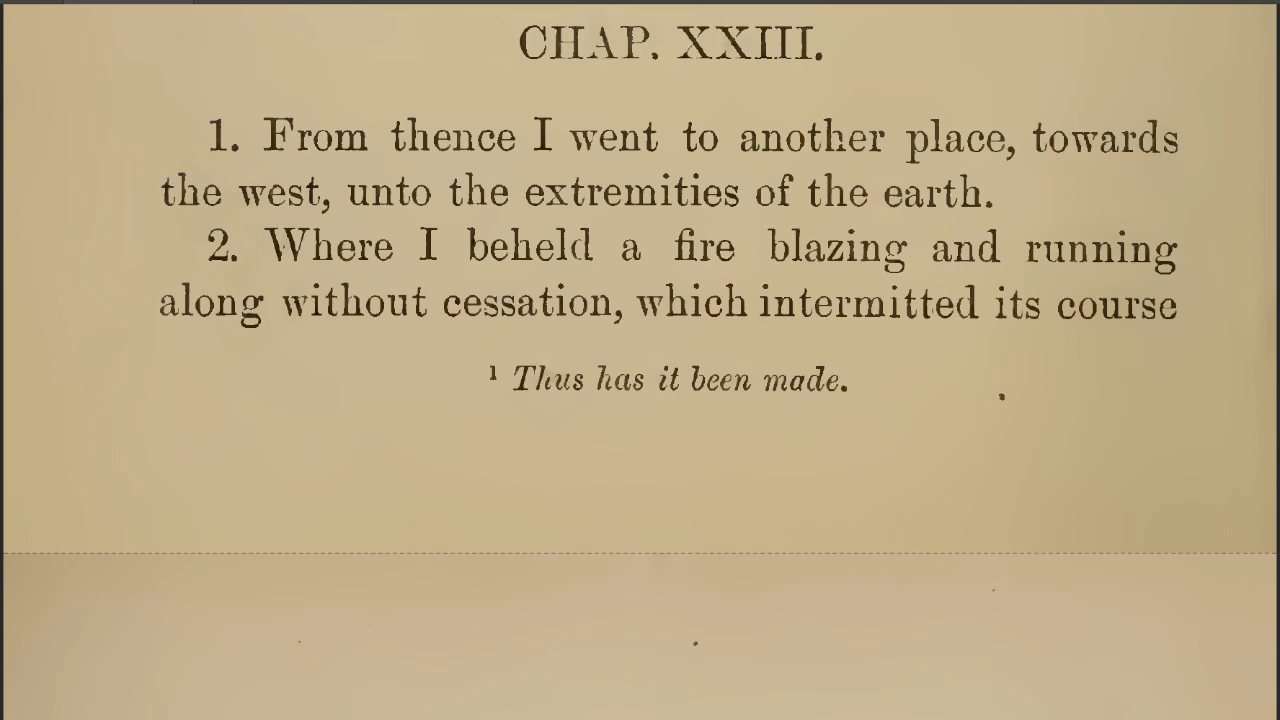 CHAP. XXIII.
1. From thence I went to another place, towards
the west, unto the extremities of the earth.
2. Where I beheld a fire blazing and running
along without cessation, which intermitted its course
¹ Thus has it been made.